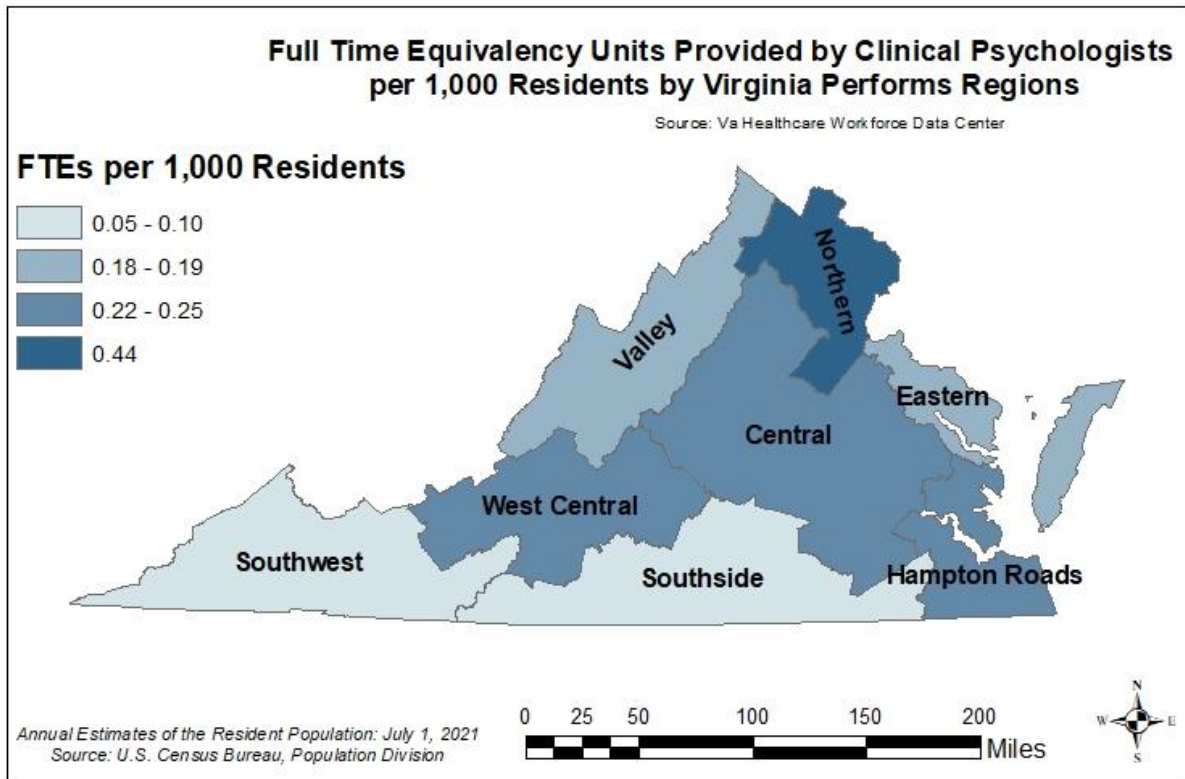 Full Time Equivalency Units Provided by Clinical Psychologists
per 1,000 Residents by Virginia Performs Regions
Source: Va Healthcare Workforce Data Center
FTEs per 1,000 Residents
0.05 - 0.10
0.18 - 0.19
0.22 - 0.25
0.44
Northern
Valley
Eastern
Central
West Central
Southwest
Southside
Hampton Roads
Annual Estimates of the Resident Population: July 1, 2021
Source: U.S. Census Bureau, Population Division
0 25 50 100 150 200
Miles
N
W E
S